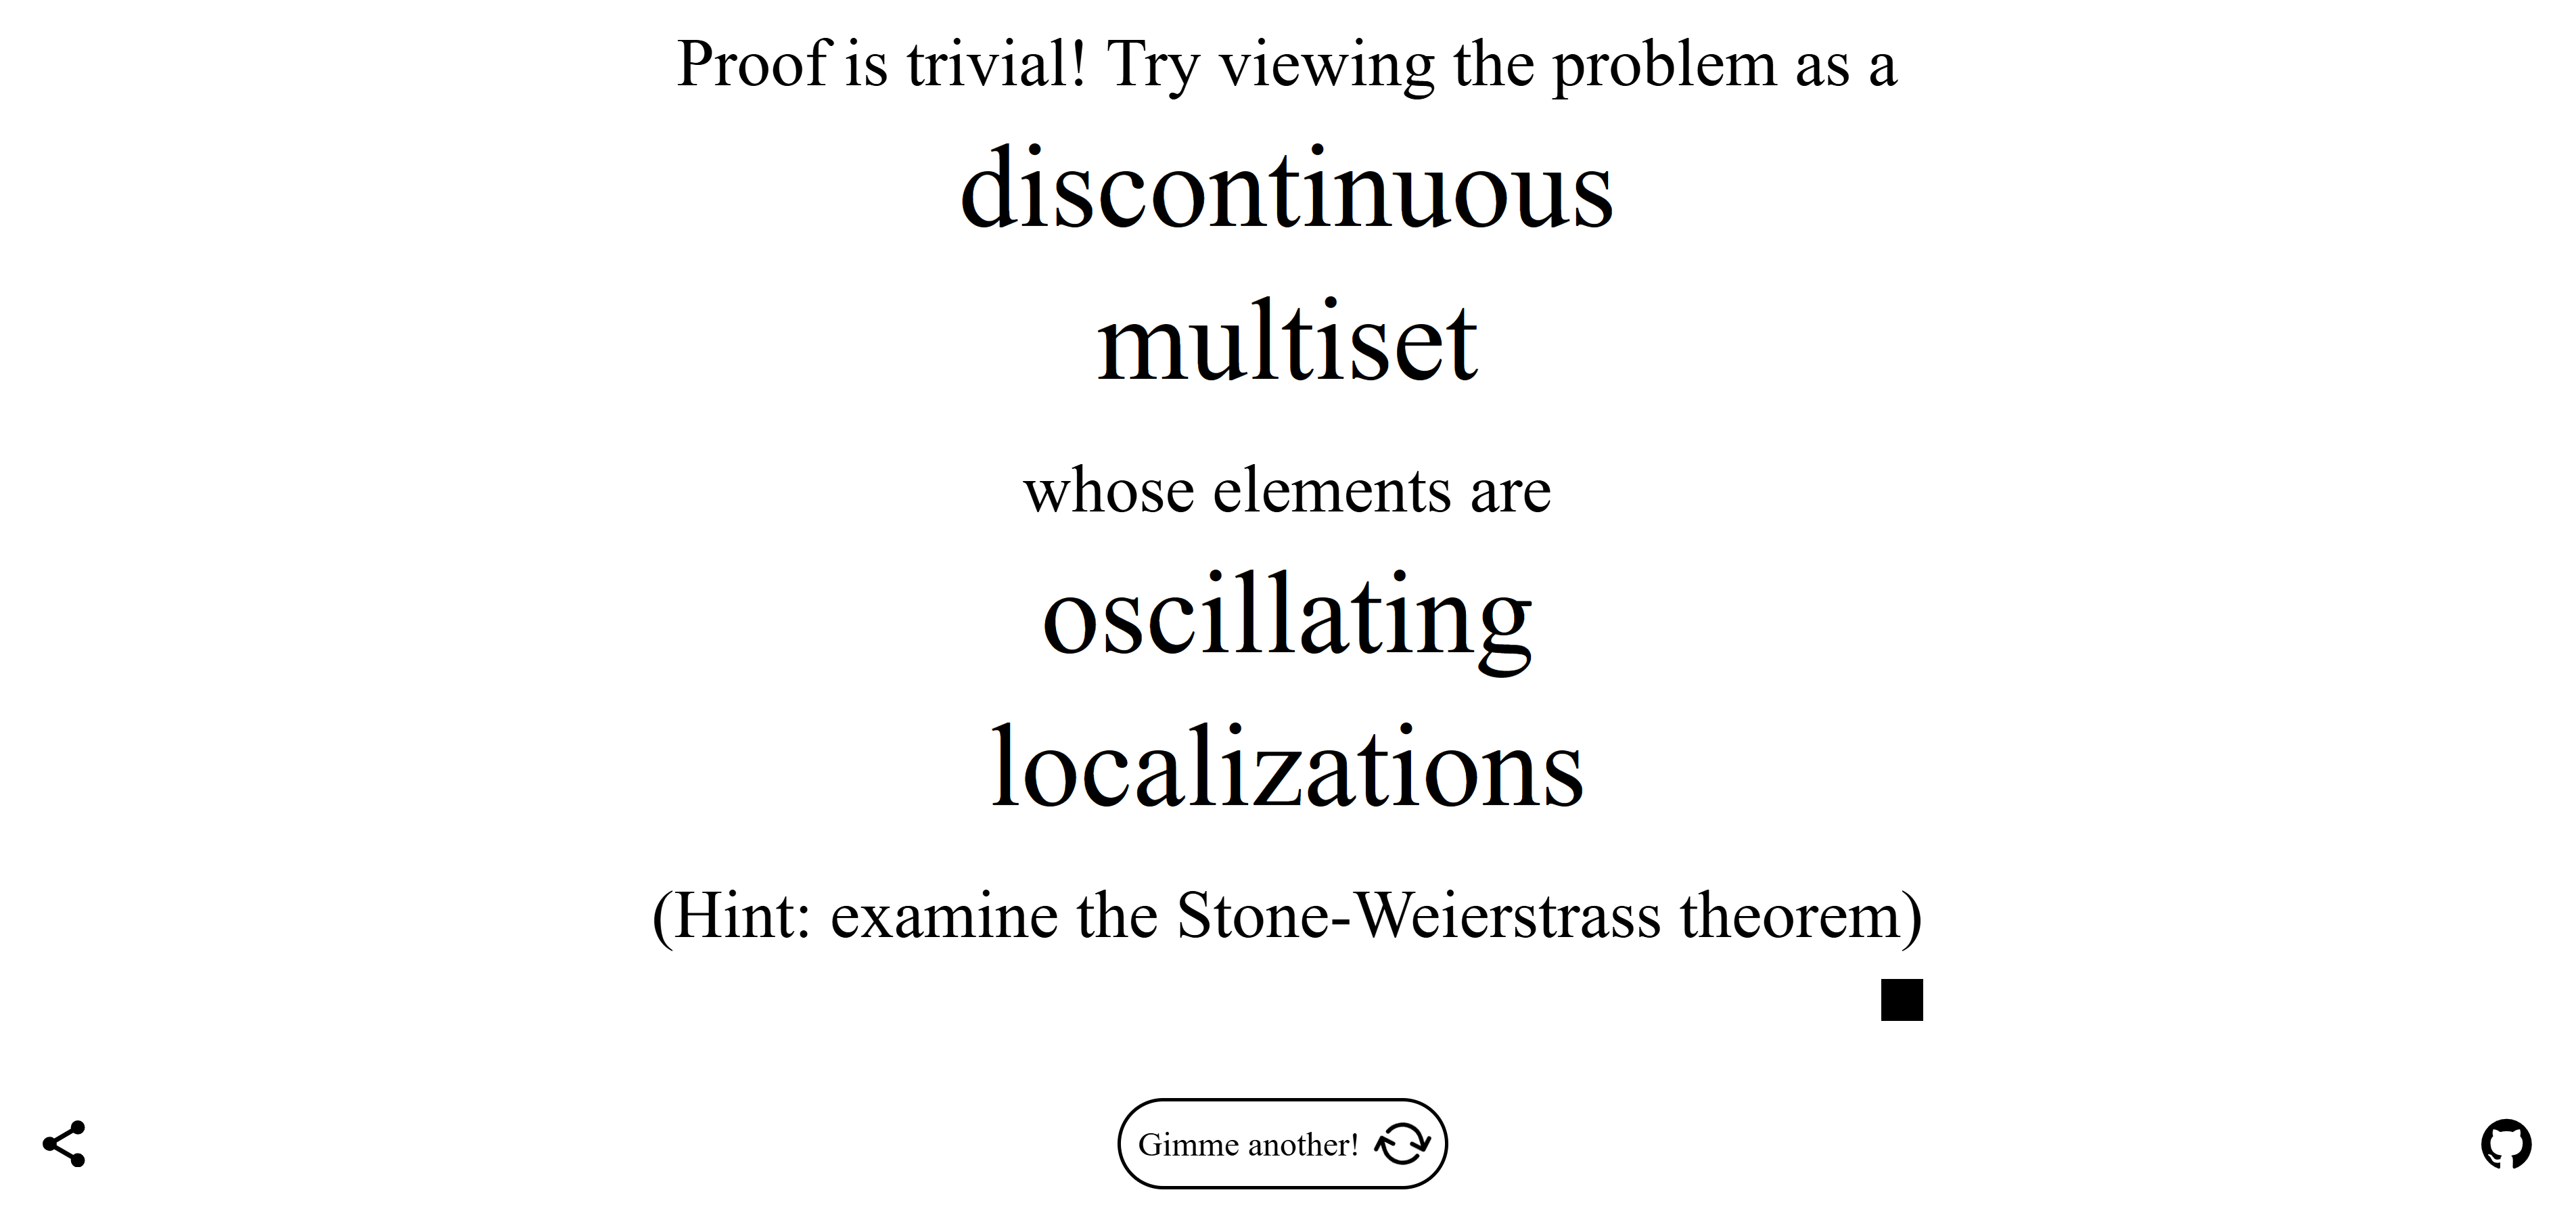 Proof is trivial! Try viewing the problem as a
discontinuous
multiset
whose elements are
oscillating
localizations
(Hint: examine the Stone-Weierstrass theorem)
Gimme another!